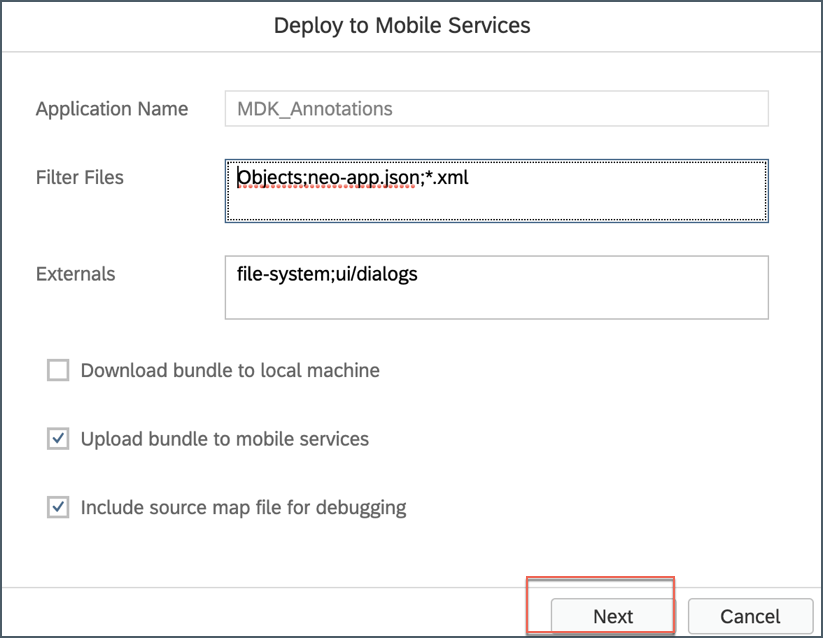 Deploy to Mobile Services
Application Name
MDK_Annotations
Filter Files
Objects;neo-app.json;*.xml
Externals
file-system;ui/dialogs
Download bundle to local machine
Upload bundle to mobile services
Include source map file for debugging
Next
Cancel